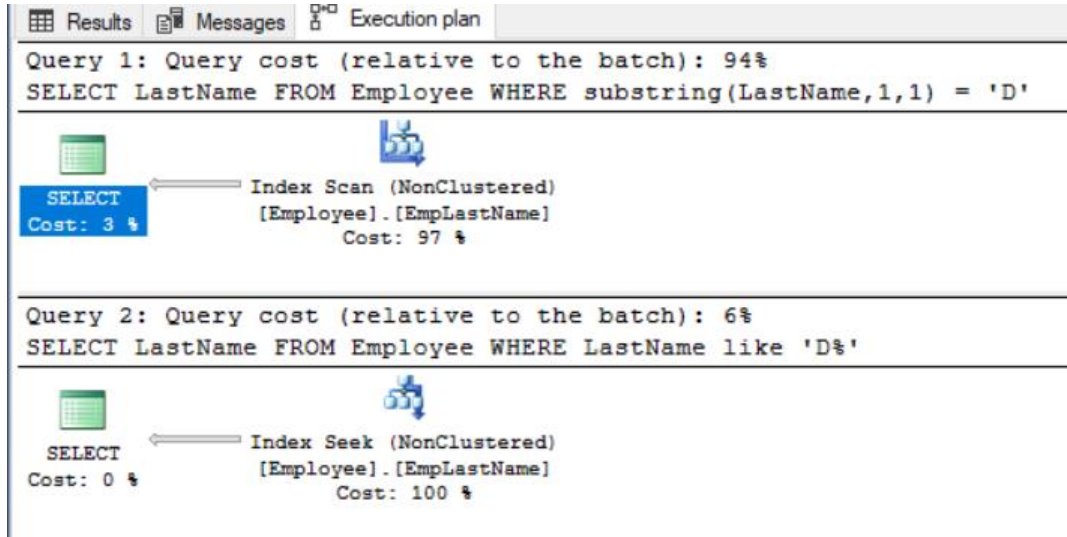 Results Messages Execution plan
Query 1: Query cost (relative to the batch): 94%
SELECT LastName FROM Employee WHERE substring(LastName,1,1) = 'D'
SELECT
Cost: 3 %
Index Scan (NonClustered)
[Employee].[EmpLastName]
Cost: 97 %
Query 2: Query cost (relative to the batch): 6%
SELECT LastName FROM Employee WHERE LastName like 'D%'
SELECT
Cost: 0 %
Index Seek (NonClustered)
[Employee].[EmpLastName]
Cost: 100 %